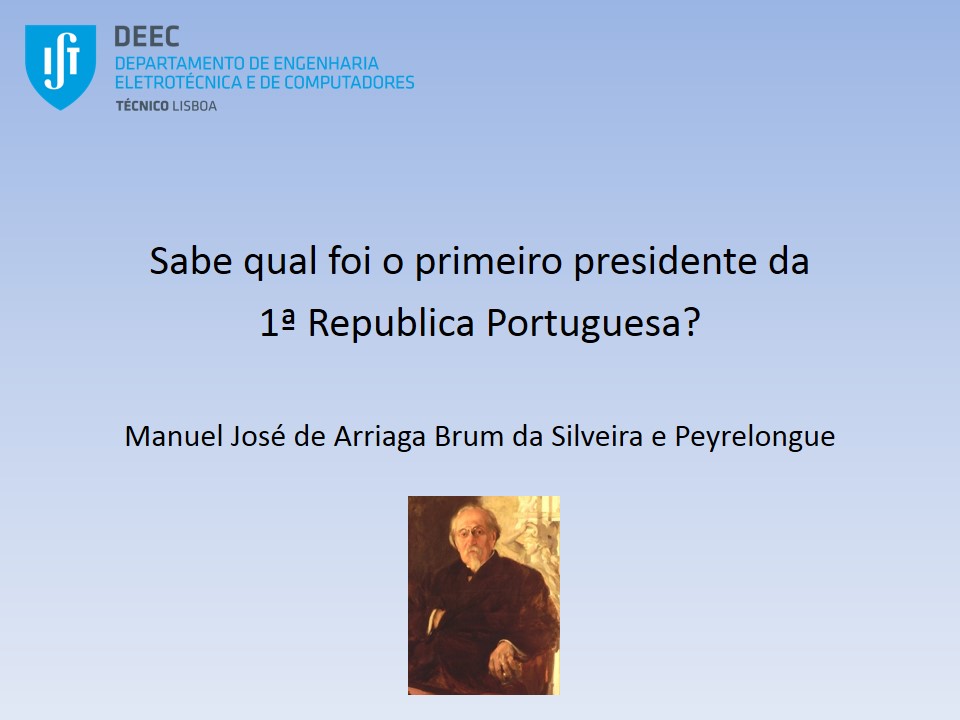 DEEC
DEPARTAMENTO DE ENGENHARIA
ELETROTÉCNICA E DE COMPUTADORES
TÉCNICO LISBOA
Sabe qual foi o primeiro presidente da
1ª Republica Portuguesa?
Manuel José de Arriaga Brum da Silveira e Peyrelongue